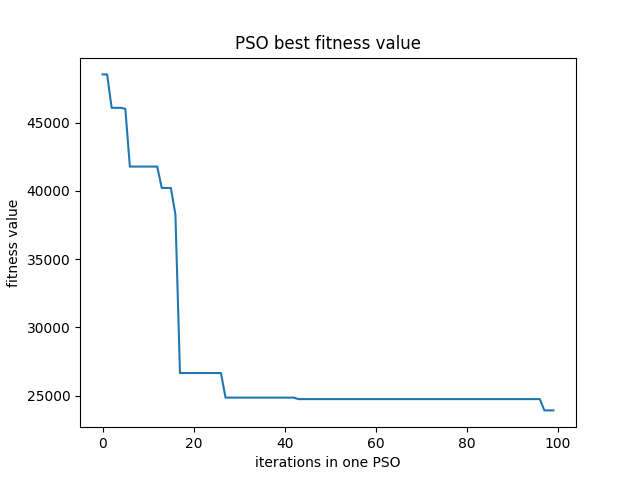 PSO best fitness value
fitness value
45000
40000
35000
30000
25000
0 20 40 60 80 100
iterations in one PSO